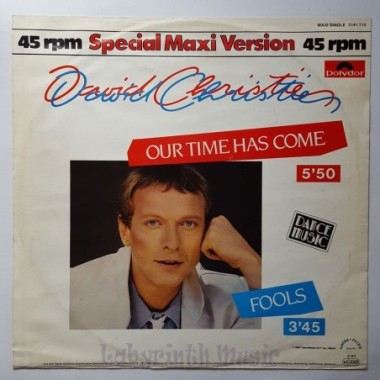 MAXI SINGLE
45 rpm Special Maxi Version 45 rpm
Polydor
David Christie
OUR TIME HAS COME
5'50
DANCE MUSIC
FOOLS
3'45
Labyrinth Music